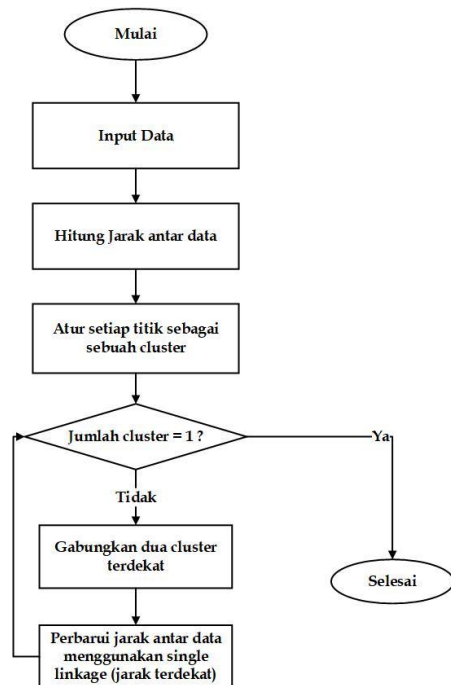 Mulai
Input Data
Hitung Jarak antar data
Atur setiap titik sebagai
sebuah cluster
Jumlah cluster = 1 ?
Ya
Tidak
Gabungkan dua cluster
terdekat
Selesai
Perbarui jarak antar data
menggunakan single
linkage (jarak terdekat)